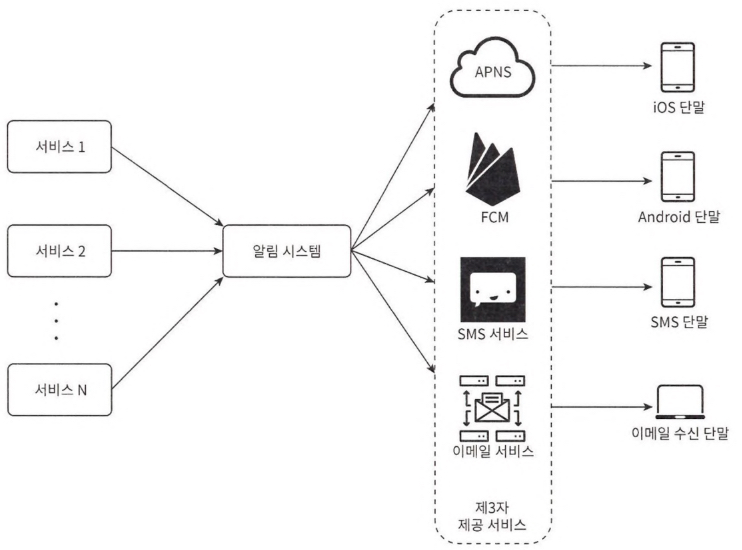 서비스 1
서비스 2
서비스 N
알림 시스템
APNS
FCM
SMS 서비스
이메일 서비스
제3자
제공 서비스
iOS 단말
Android 단말
SMS 단말
이메일 수신 단말